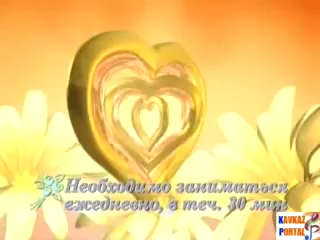 Необходимо заниматься
ежедневно, в теч. 30 мин
KAVKAZ
PORTAL